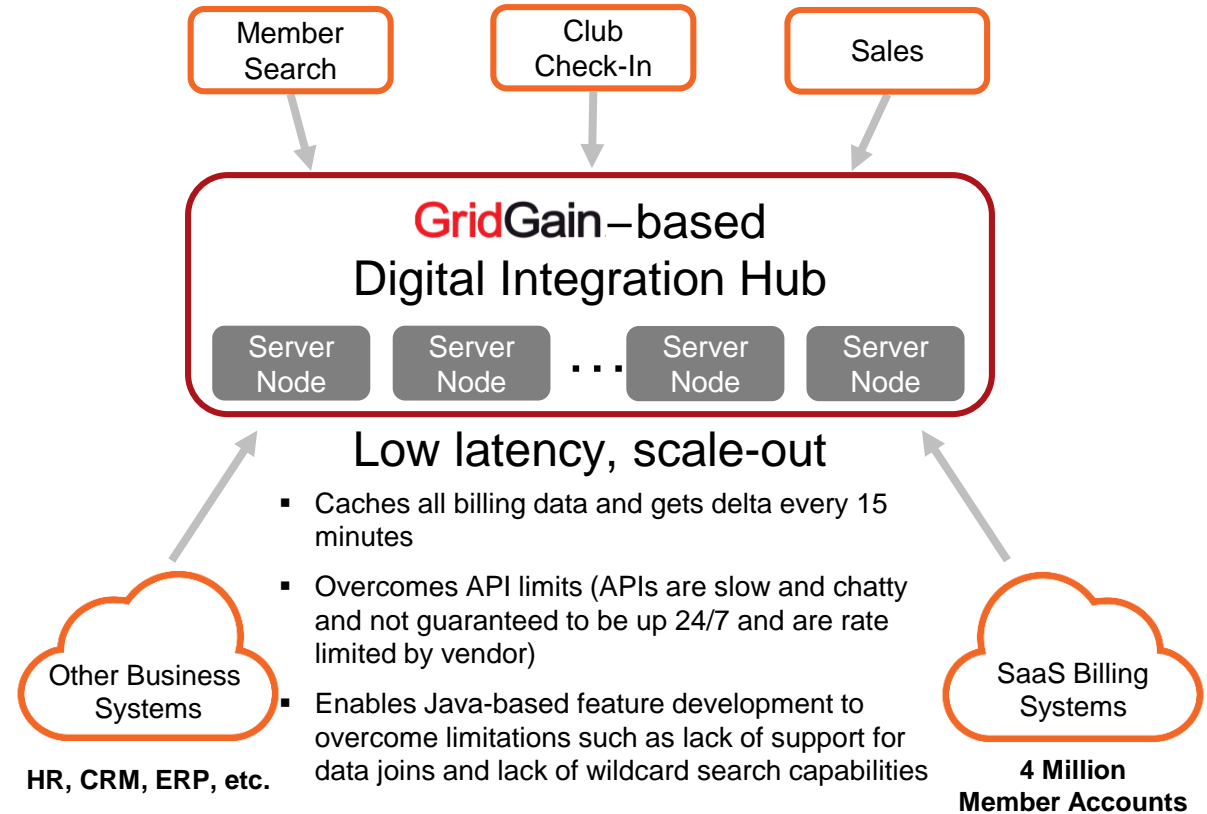 Member
Search
Club
Check-In
Sales
GridGain–based
Digital Integration Hub
Server
Node
Server
Node
...
Server
Node
Server
Node
Low latency, scale-out
▪ Caches all billing data and gets delta every 15
minutes
▪ Overcomes API limits (APIs are slow and chatty
and not guaranteed to be up 24/7 and are rate
limited by vendor)
▪ Enables Java-based feature development to
overcome limitations such as lack of support for
data joins and lack of wildcard search capabilities
Other Business
Systems
HR, CRM, ERP, etc.
SaaS Billing
Systems
4 Million
Member Accounts